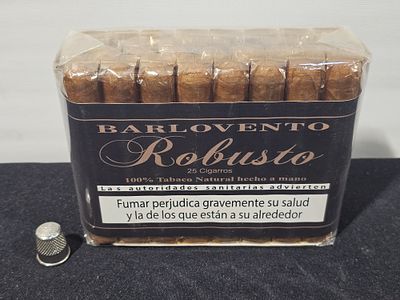 BARLOVENTO
Robusto
25 Cigarros
100% Tabaco Natural hecho a mano
Las autoridades sanitarias advierten
Fumar perjudica gravemente su salud
y la de los que están a su alrededor